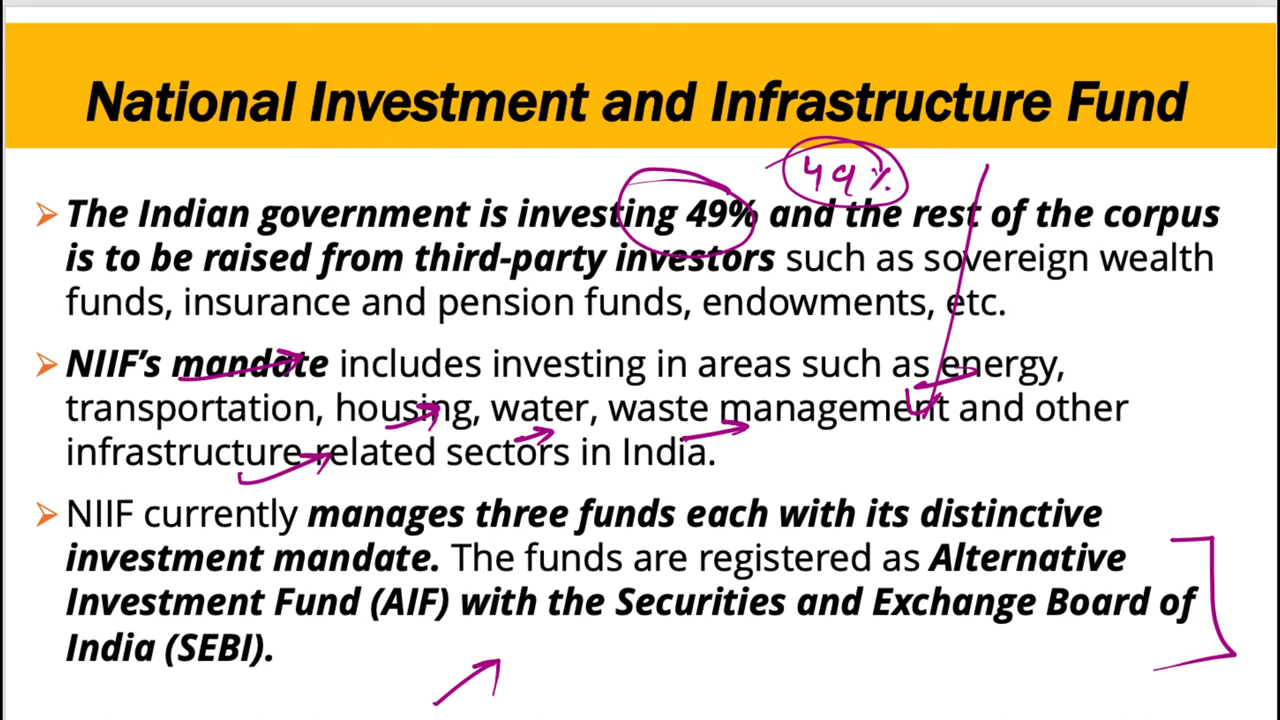 National Investment and Infrastructure Fund
49%
The Indian government is investing 49% and the rest of the corpus
is to be raised from third-party investors such as sovereign wealth
funds, insurance and pension funds, endowments, etc.
NIIF’s mandate includes investing in areas such as energy,
transportation, housing, water, waste management and other
infrastructure-related sectors in India.
NIIF currently manages three funds each with its distinctive
investment mandate. The funds are registered as Alternative
Investment Fund (AIF) with the Securities and Exchange Board of
India (SEBI).